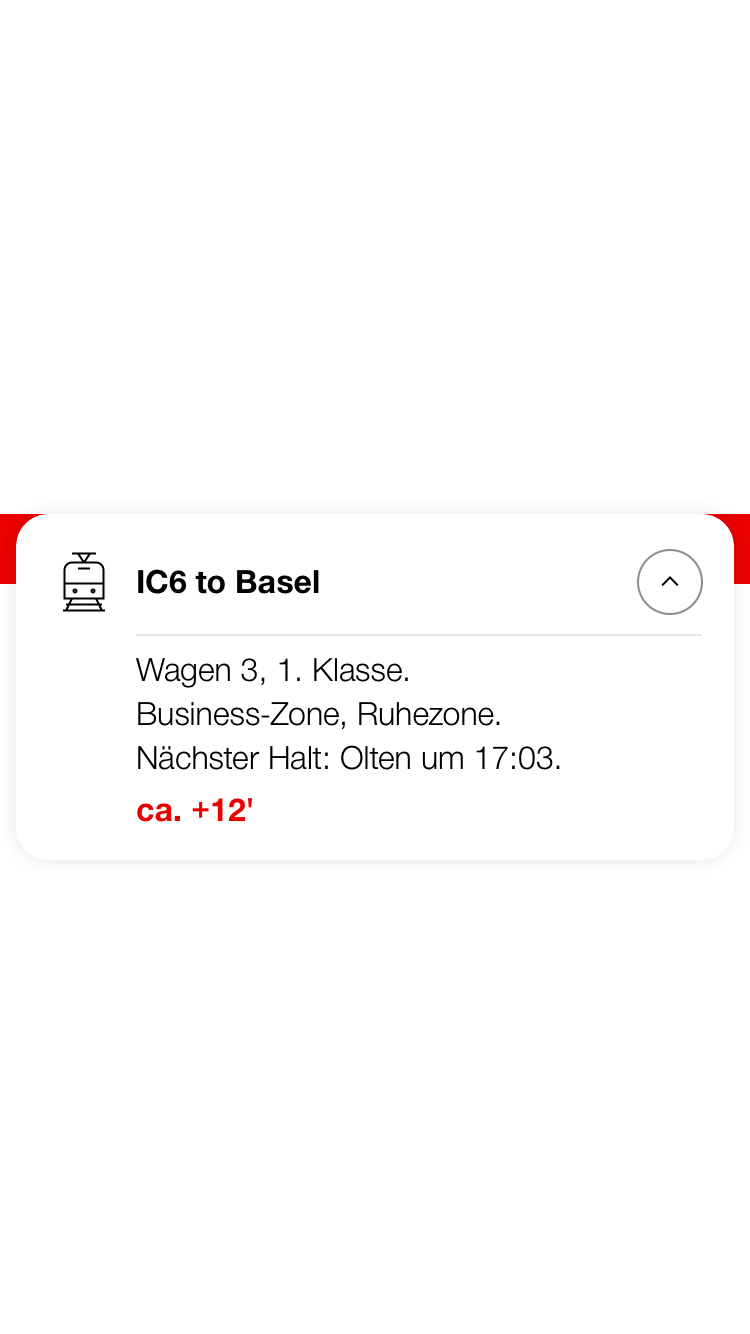 IC6 to Basel
Wagen 3, 1. Klasse.
Business-Zone, Ruhezone.
Nächster Halt: Olten um 17:03.
ca. +12'